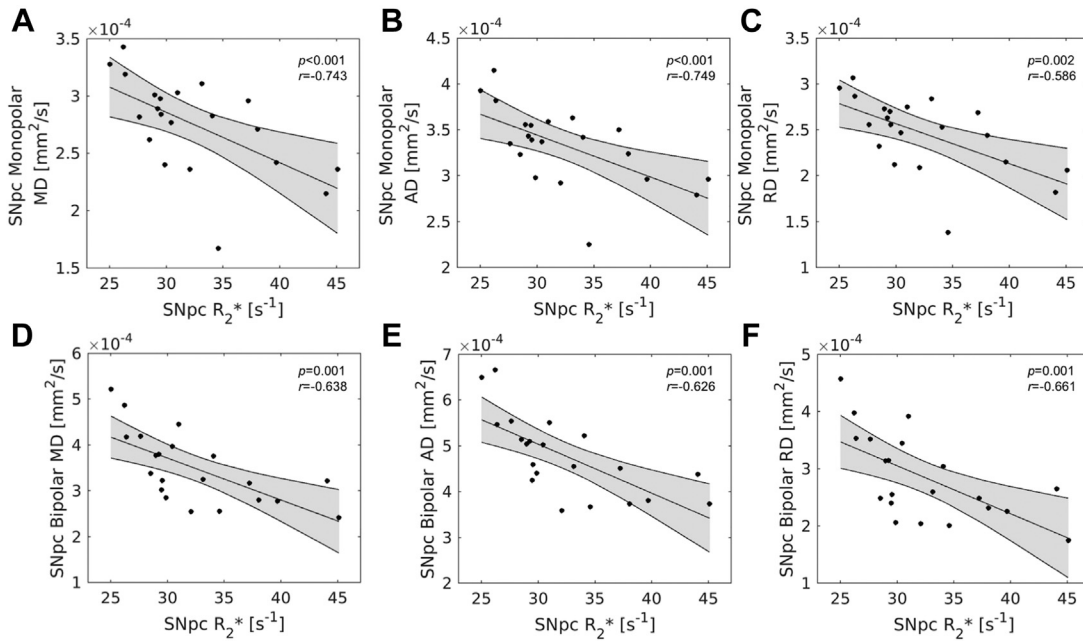 A
×10⁻⁴
p<0.001
r=-0.743
3.5
3
2.5
2
1.5
SNpc Monopolar
MD [mm²/s]
25 30 35 40 45
SNpc R₂* [s⁻¹]
B
×10⁻⁴
p<0.001
r=-0.749
4.5
4
3.5
3
2.5
2
SNpc Monopolar
AD [mm²/s]
25 30 35 40 45
SNpc R₂* [s⁻¹]
C
×10⁻⁴
p=0.002
r=-0.586
3.5
3
2.5
2
1.5
1
SNpc Monopolar
RD [mm²/s]
25 30 35 40 45
SNpc R₂* [s⁻¹]
D
×10⁻⁴
p=0.001
r=-0.638
6
5
4
3
2
1
SNpc Bipolar MD [mm²/s]
25 30 35 40 45
SNpc R₂* [s⁻¹]
E
×10⁻⁴
p=0.001
r=-0.626
7
6
5
4
3
2
SNpc Bipolar AD [mm²/s]
25 30 35 40 45
SNpc R₂* [s⁻¹]
F
×10⁻⁴
p=0.001
r=-0.661
5
4
3
2
1
SNpc Bipolar RD [mm²/s]
25 30 35 40 45
SNpc R₂* [s⁻¹]